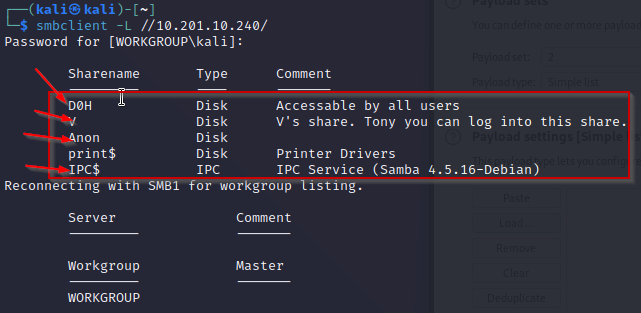 (kali㉿kali)-[~]
$ smbclient -L //10.201.10.240/
Password for [WORKGROUP\kali]:
Sharename Type Comment
D0H Disk Accessable by all users
V Disk V's share. Tony you can log into this share.
Anon Disk
print$ Disk Printer Drivers
IPC$ IPC IPC Service (Samba 4.5.16-Debian)
Reconnecting with SMB1 for workgroup listing.
Server Comment
Workgroup Master
WORKGROUP
Payload sets
You can define one or more payload
Payload set: 2
Payload type: Simple list
Payload settings [Simple
This payload type lets you configure
Paste
Load...
Remove
Clear
Deduplicate